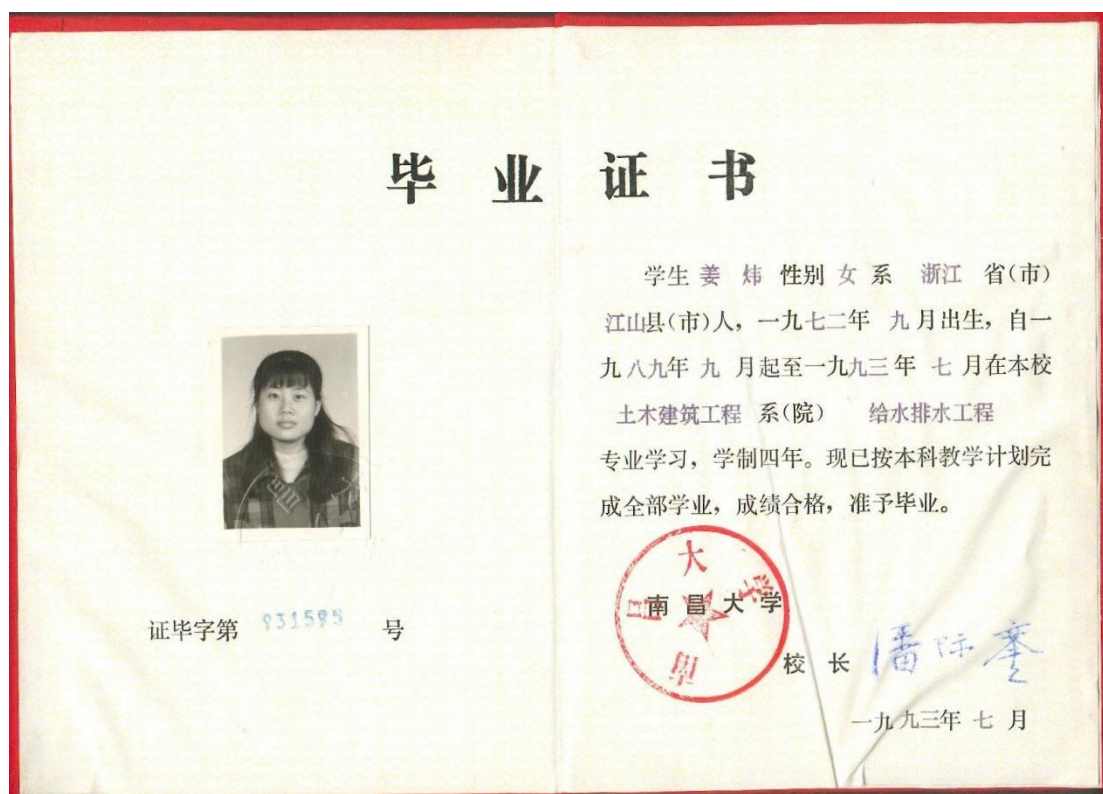 毕业证书
学生 姜 炜 性别 女 系 浙江 省(市)
江山县(市)人，一九七二年 九月出生，自一
九八九年 九 月起至一九九三年 七 月在本校
土木建筑工程 系(院) 给水排水工程
专业学习，学制四年。现已按本科教学计划完
成全部学业，成绩合格，准予毕业。
南昌大学
南昌大学
校 长 潘际銮
一九九三年 七 月
证毕字第 931595 号